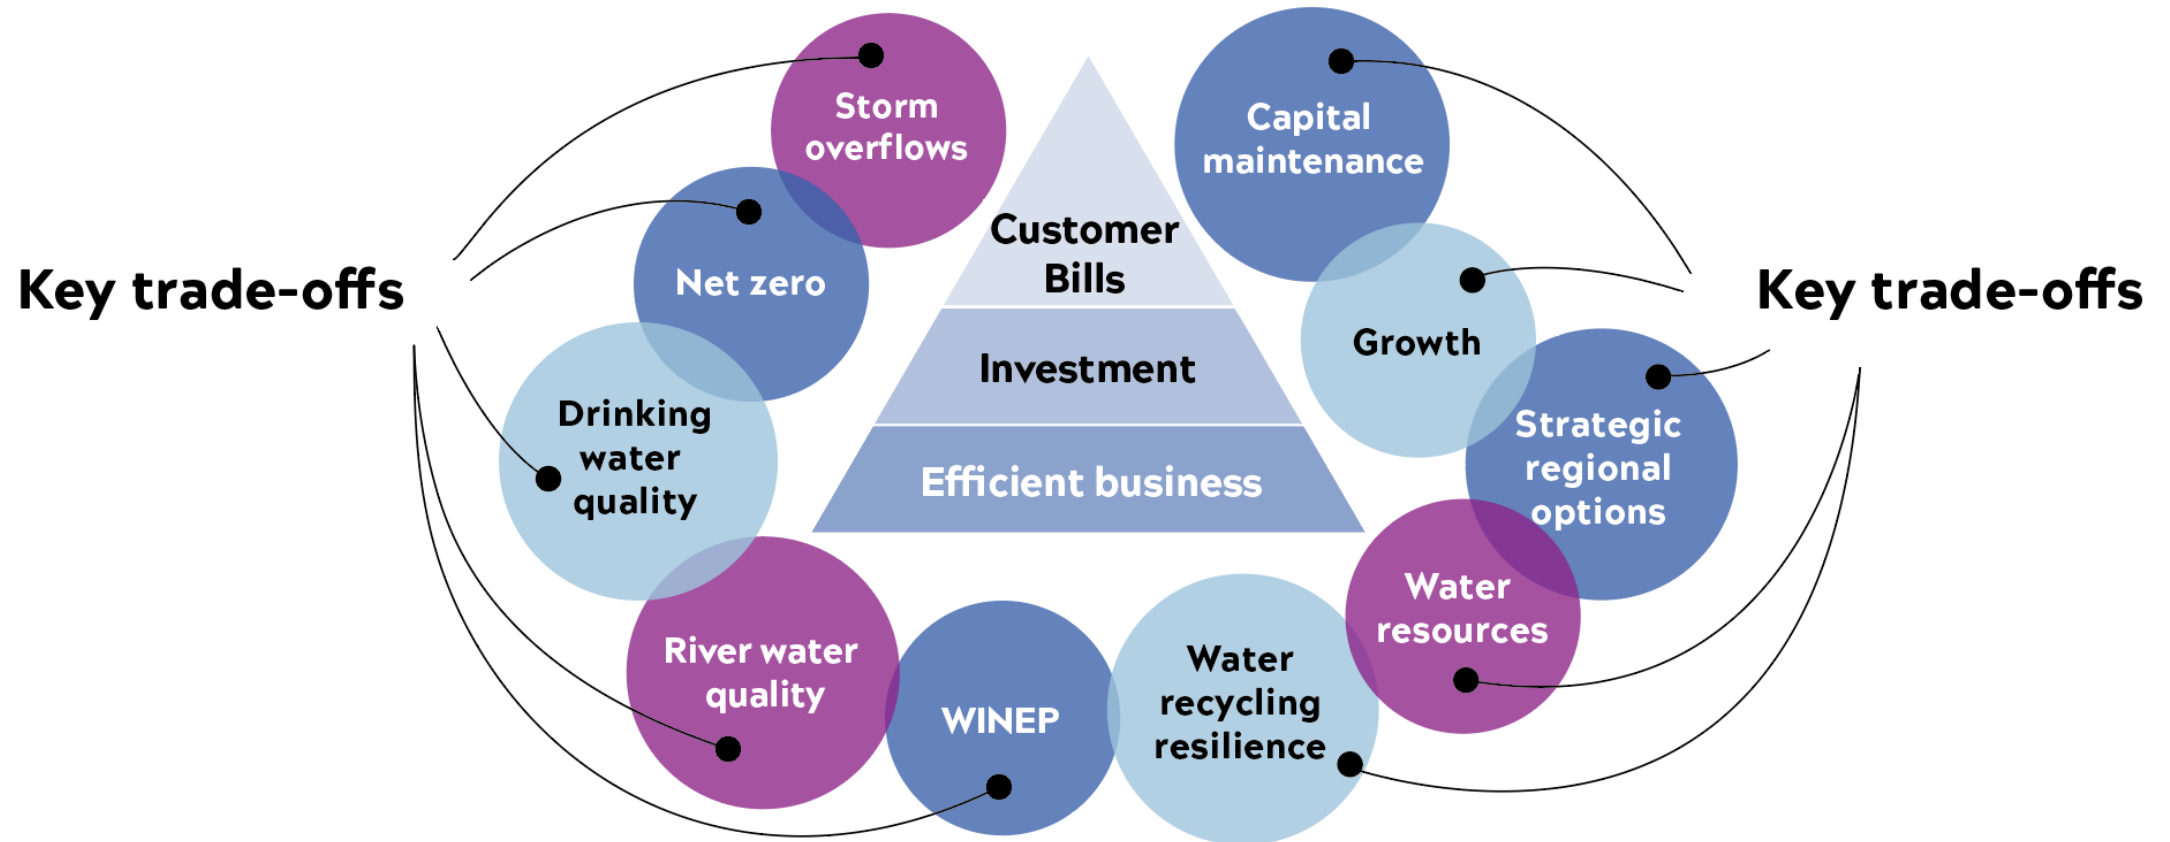 Key trade-offs
Storm
overflows
Net zero
Drinking
water
quality
River water
quality
WINEP
Customer
Bills
Investment
Efficient business
Capital
maintenance
Growth
Strategic
regional
options
Water
resources
Water
recycling
resilience
Key trade-offs